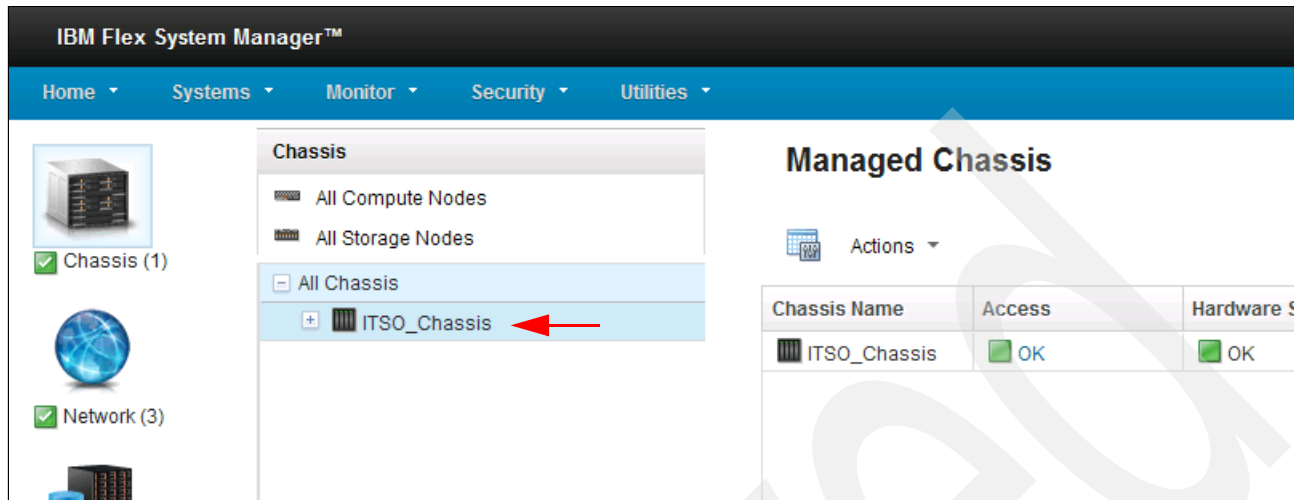 IBM Flex System Manager™
Home Systems Monitor Security Utilities
Chassis (1)
Network (3)
Chassis
All Compute Nodes
All Storage Nodes
All Chassis
ITSO_Chassis
Managed Chassis
Actions
Chassis Name Access Hardware S
ITSO_Chassis OK OK